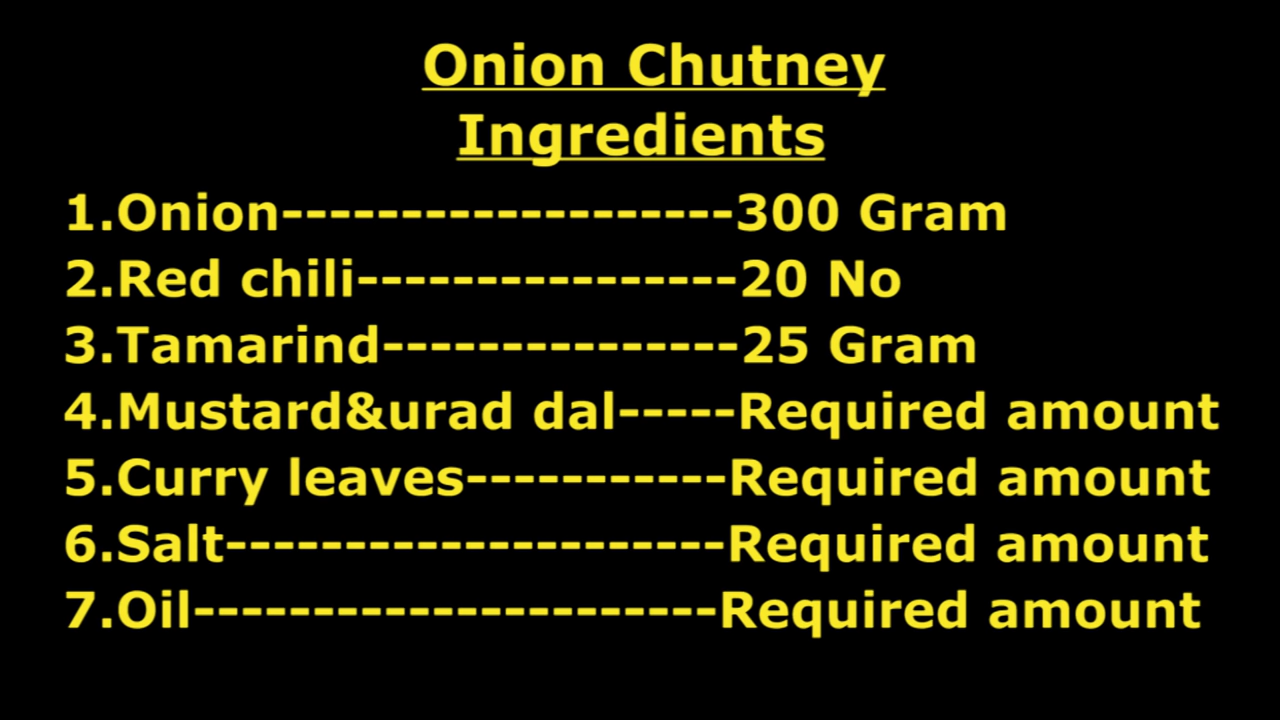 Onion Chutney
Ingredients
1.Onion-------------------300 Gram
2.Red chili----------------20 No
3.Tamarind---------------25 Gram
4.Mustard&urad dal-----Required amount
5.Curry leaves-----------Required amount
6.Salt---------------------Required amount
7.Oil----------------------Required amount